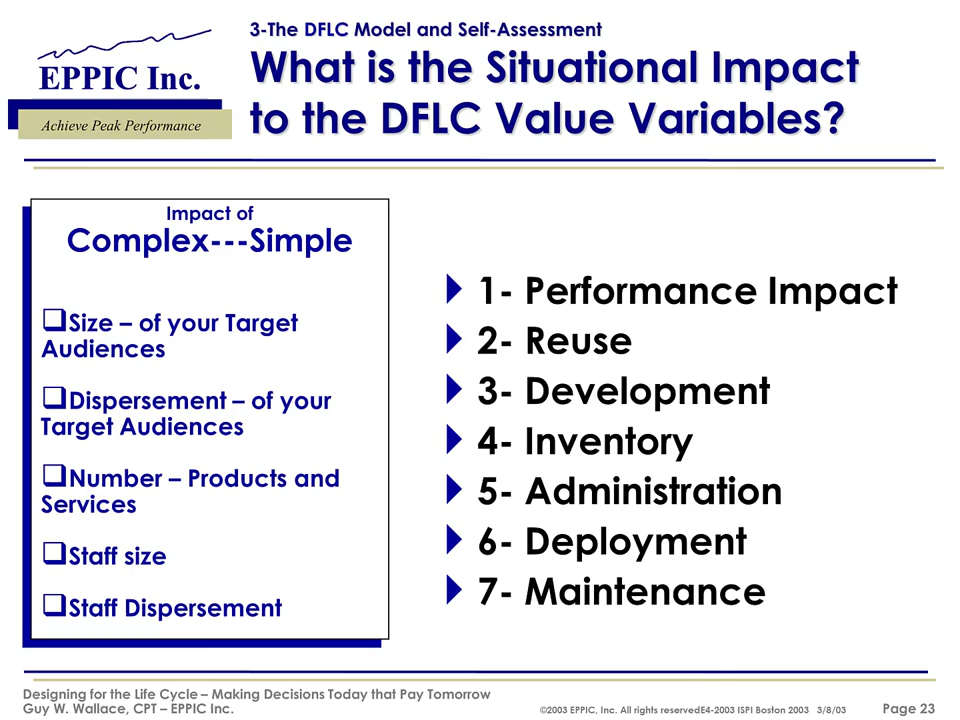 3-The DFLC Model and Self-Assessment
EPPIC Inc.
Achieve Peak Performance
What is the Situational Impact
to the DFLC Value Variables?
Impact of
Complex---Simple
❑Size – of your Target
Audiences
❑Dispersement – of your
Target Audiences
❑Number – Products and
Services
❑Staff size
❑Staff Dispersement
1- Performance Impact
2- Reuse
3- Development
4- Inventory
5- Administration
6- Deployment
7- Maintenance
Designing for the Life Cycle – Making Decisions Today that Pay Tomorrow
Guy W. Wallace, CPT – EPPIC Inc.
©2003 EPPIC, Inc. All rights reservedE4-2003 ISPI Boston 2003 3/8/03
Page 23